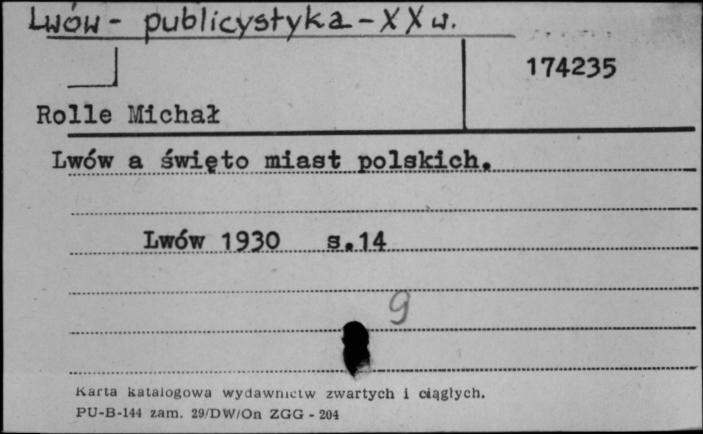 Lwów - publicystyka - XX w.
174235
Rolle Michał
Lwów a święto miast polskich.
Lwów 1930 s.14
9
Karta katalogowa wydawnictw zwartych i ciągłych.
PU-B-144 zam. 29/DW/On ZGG - 204